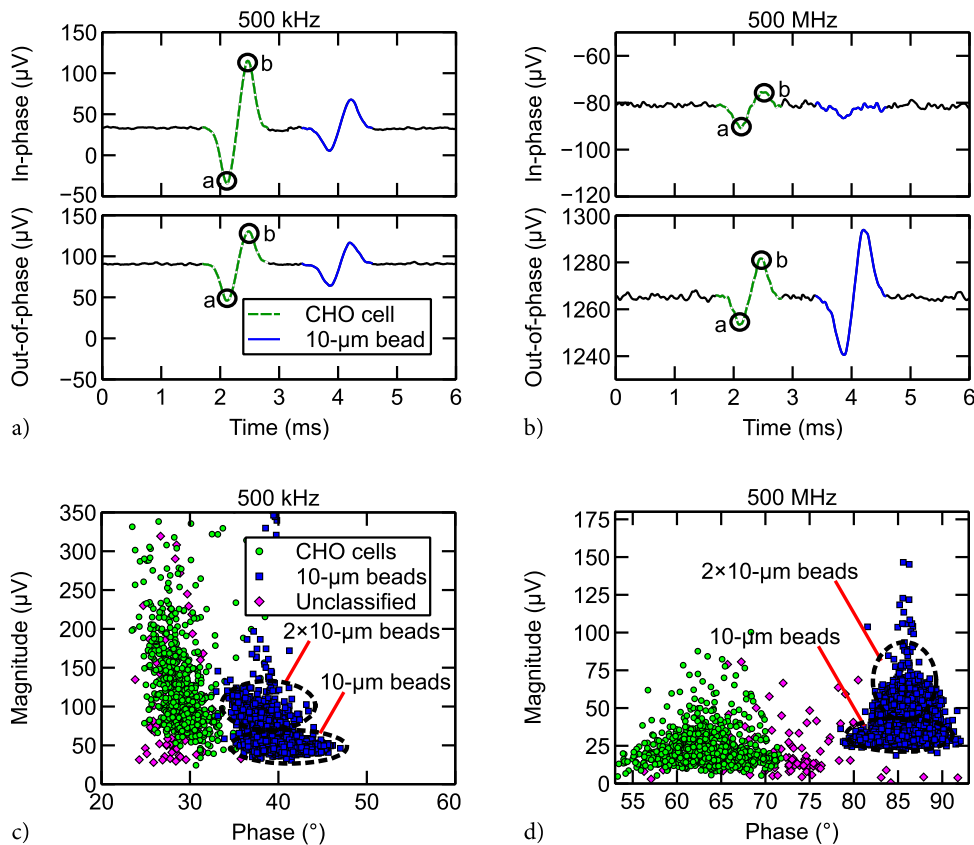 500 kHz
In-phase (µV)
150
100
50
0
−50
a
b
Out-of-phase (µV)
150
100
50
0
−50
a
b
CHO cell
10-µm bead
0 1 2 3 4 5 6
Time (ms)
a)
500 MHz
In-phase (µV)
−60
−80
−100
−120
a
b
Out-of-phase (µV)
1300
1280
1260
1240
a
b
0 1 2 3 4 5 6
Time (ms)
b)
500 kHz
Magnitude (µV)
350
300
250
200
150
100
50
0
CHO cells
10-µm beads
Unclassified
2×10-µm beads
10-µm beads
20 30 40 50 60
Phase (°)
c)
500 MHz
Magnitude (µV)
175
150
125
100
75
50
25
0
2×10-µm beads
10-µm beads
55 60 65 70 75 80 85 90
Phase (°)
d)